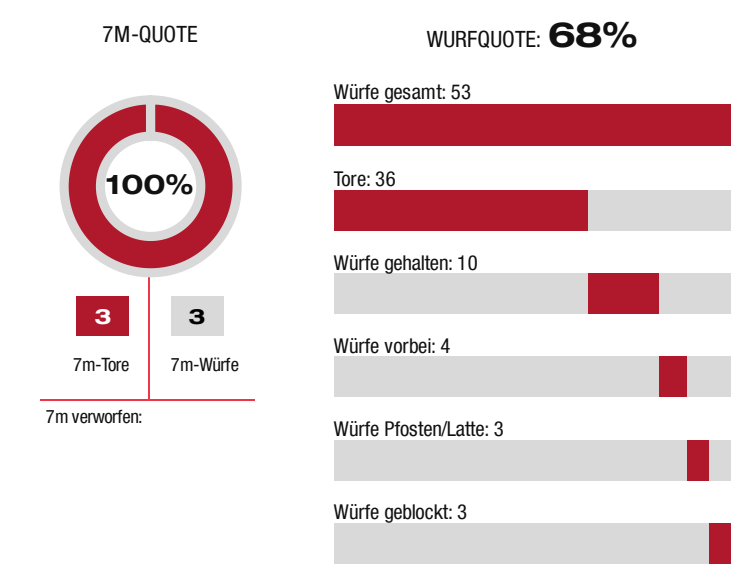 7M-QUOTE
100%
3 3
7m-Tore 7m-Würfe
7m verworfen:
WURFQUOTE: 68%
Würfe gesamt: 53
Tore: 36
Würfe gehalten: 10
Würfe vorbei: 4
Würfe Pfosten/Latte: 3
Würfe geblockt: 3